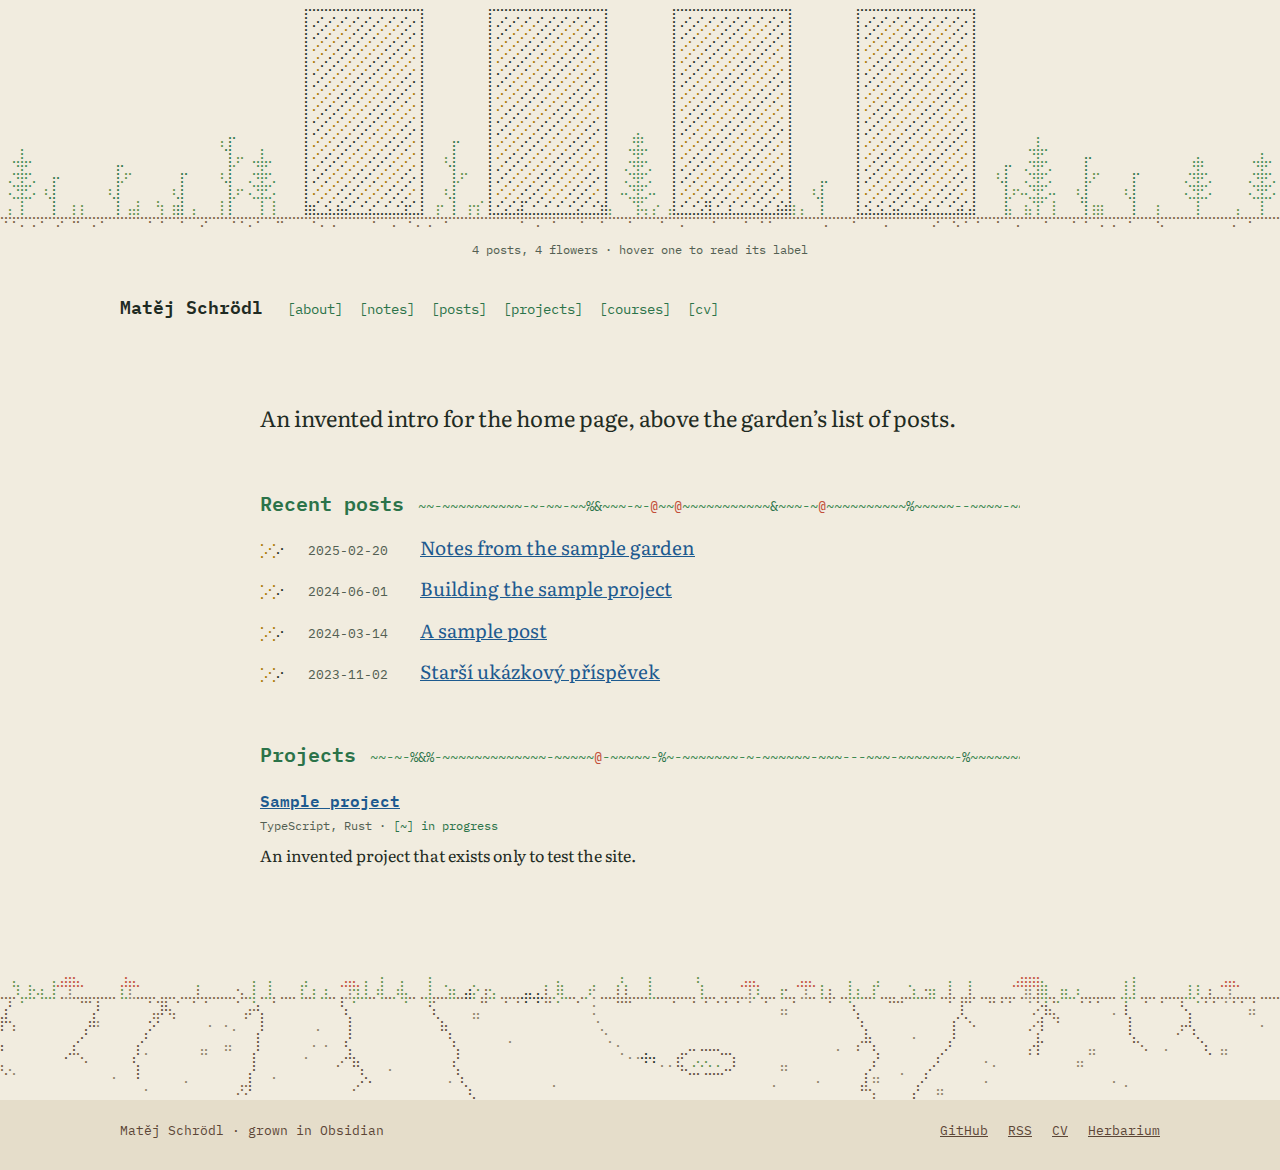 4 posts, 4 flowers · hover one to read its label
Matěj Schrödl [about] [notes] [posts] [projects] [courses] [cv]
An invented intro for the home page, above the garden’s list of posts.
Recent posts
2025-02-20 Notes from the sample garden
2024-06-01 Building the sample project
2024-03-14 A sample post
2023-11-02 Starší ukázkový příspěvek
Projects
Sample project
TypeScript, Rust · [~] in progress
An invented project that exists only to test the site.
Matěj Schrödl · grown in Obsidian GitHub RSS CV Herbarium